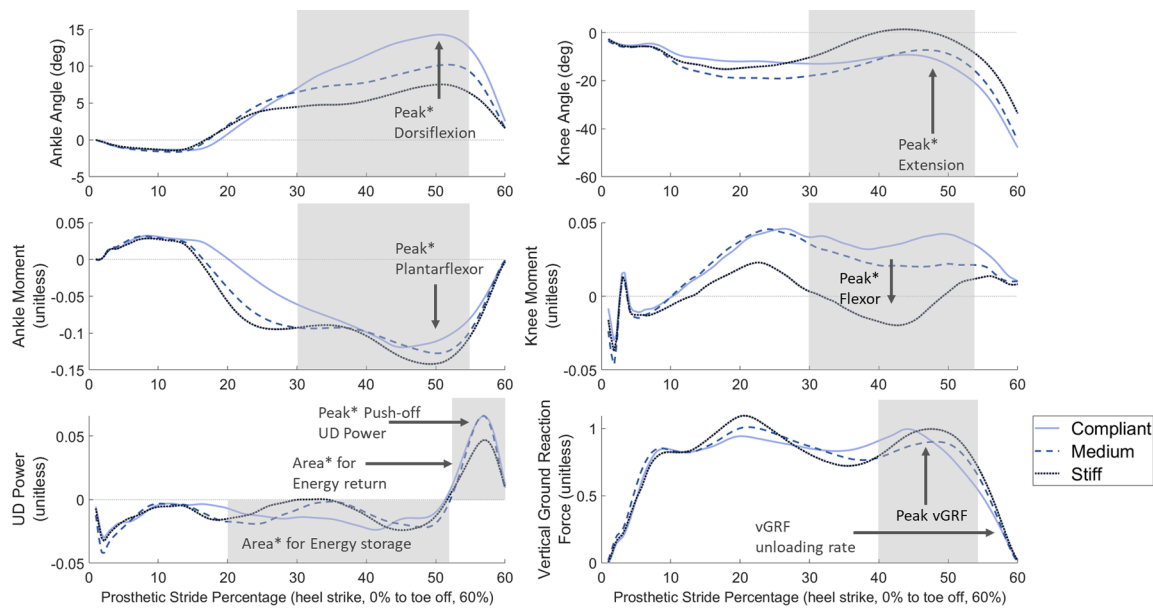 15
10
5
0
-5
Ankle Angle (deg)
Peak*
Dorsiflexion
0 10 20 30 40 50 60
0
-20
-40
-60
Knee Angle (deg)
Peak*
Extension
0 10 20 30 40 50 60
0.05
0
-0.05
-0.1
-0.15
Ankle Moment
(unitless)
Peak*
Plantarflexor
0 10 20 30 40 50 60
0.05
0
-0.05
Knee Moment
(unitless)
Peak*
Flexor
0 10 20 30 40 50 60
0.05
0
-0.05
UD Power
(unitless)
Peak* Push-off
UD Power
Area* for
Energy return
Area* for Energy storage
0 10 20 30 40 50 60
Prosthetic Stride Percentage (heel strike, 0% to toe off, 60%)
1
0.5
0
Vertical Ground Reaction
Force (unitless)
Peak vGRF
vGRF
unloading rate
0 10 20 30 40 50 60
Prosthetic Stride Percentage (heel strike, 0% to toe off, 60%)
Compliant
Medium
Stiff